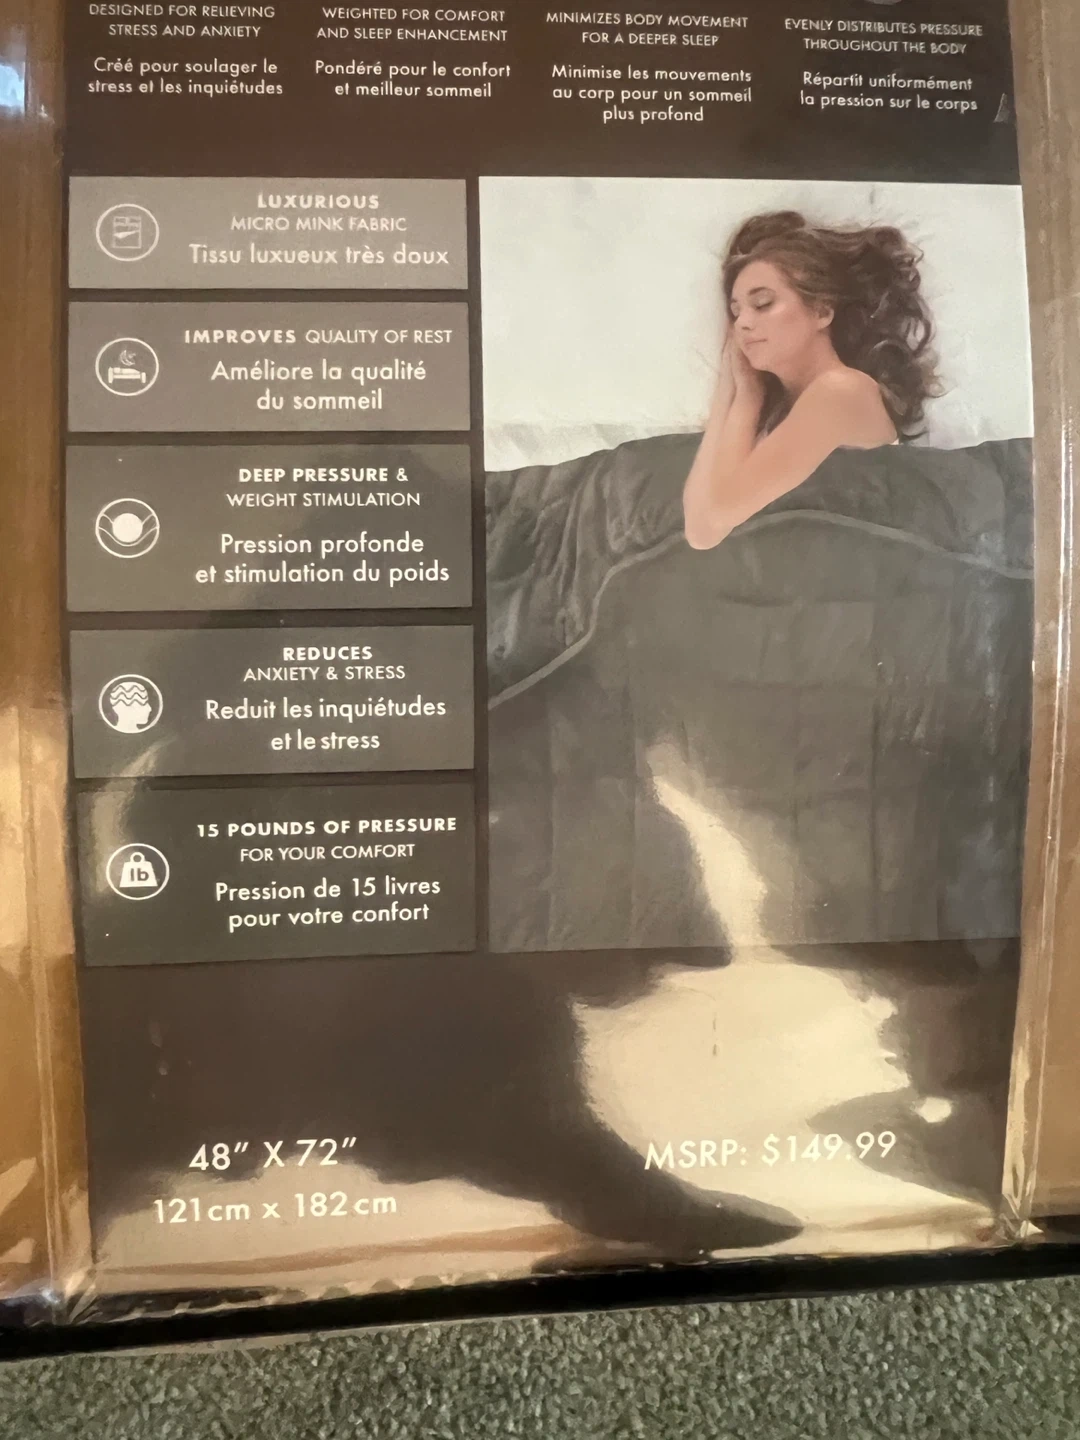 DESIGNED FOR RELIEVING
STRESS AND ANXIETY
Créé pour soulager le
stress et les inquiétudes
WEIGHTED FOR COMFORT
AND SLEEP ENHANCEMENT
Pondéré pour le confort
et meilleur sommeil
MINIMIZES BODY MOVEMENT
FOR A DEEPER SLEEP
Minimise les mouvements
au corp pour un sommeil
plus profond
EVENLY DISTRIBUTES PRESSURE
THROUGHOUT THE BODY
Répartit uniformément
la pression sur le corps
LUXURIOUS
MICRO MINK FABRIC
Tissu luxueux très doux
IMPROVES QUALITY OF REST
Améliore la qualité
du sommeil
DEEP PRESSURE &
WEIGHT STIMULATION
Pression profonde
et stimulation du poids
REDUCES
ANXIETY & STRESS
Reduit les inquiétudes
et le stress
lb
15 POUNDS OF PRESSURE
FOR YOUR COMFORT
Pression de 15 livres
pour votre confort
48" X 72"
121cm x 182cm
MSRP: $149.99